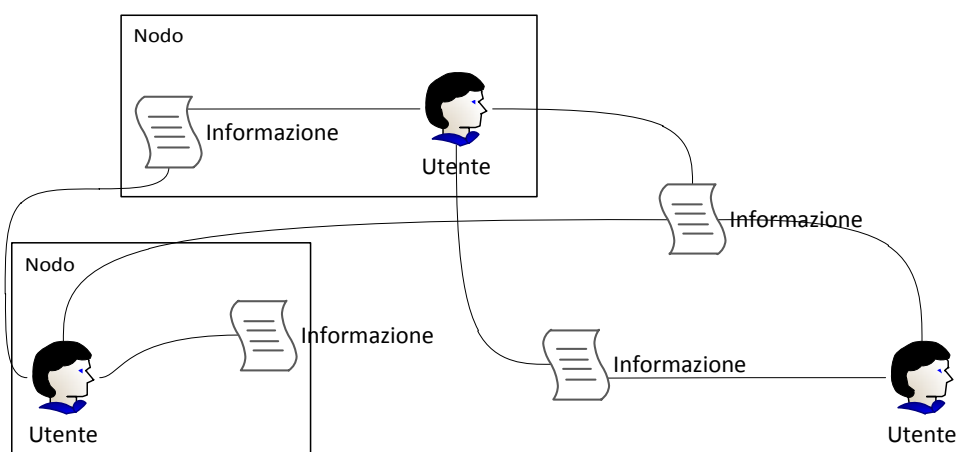 Nodo
Informazione
Utente
Informazione
Nodo
Informazione
Informazione
Utente
Utente